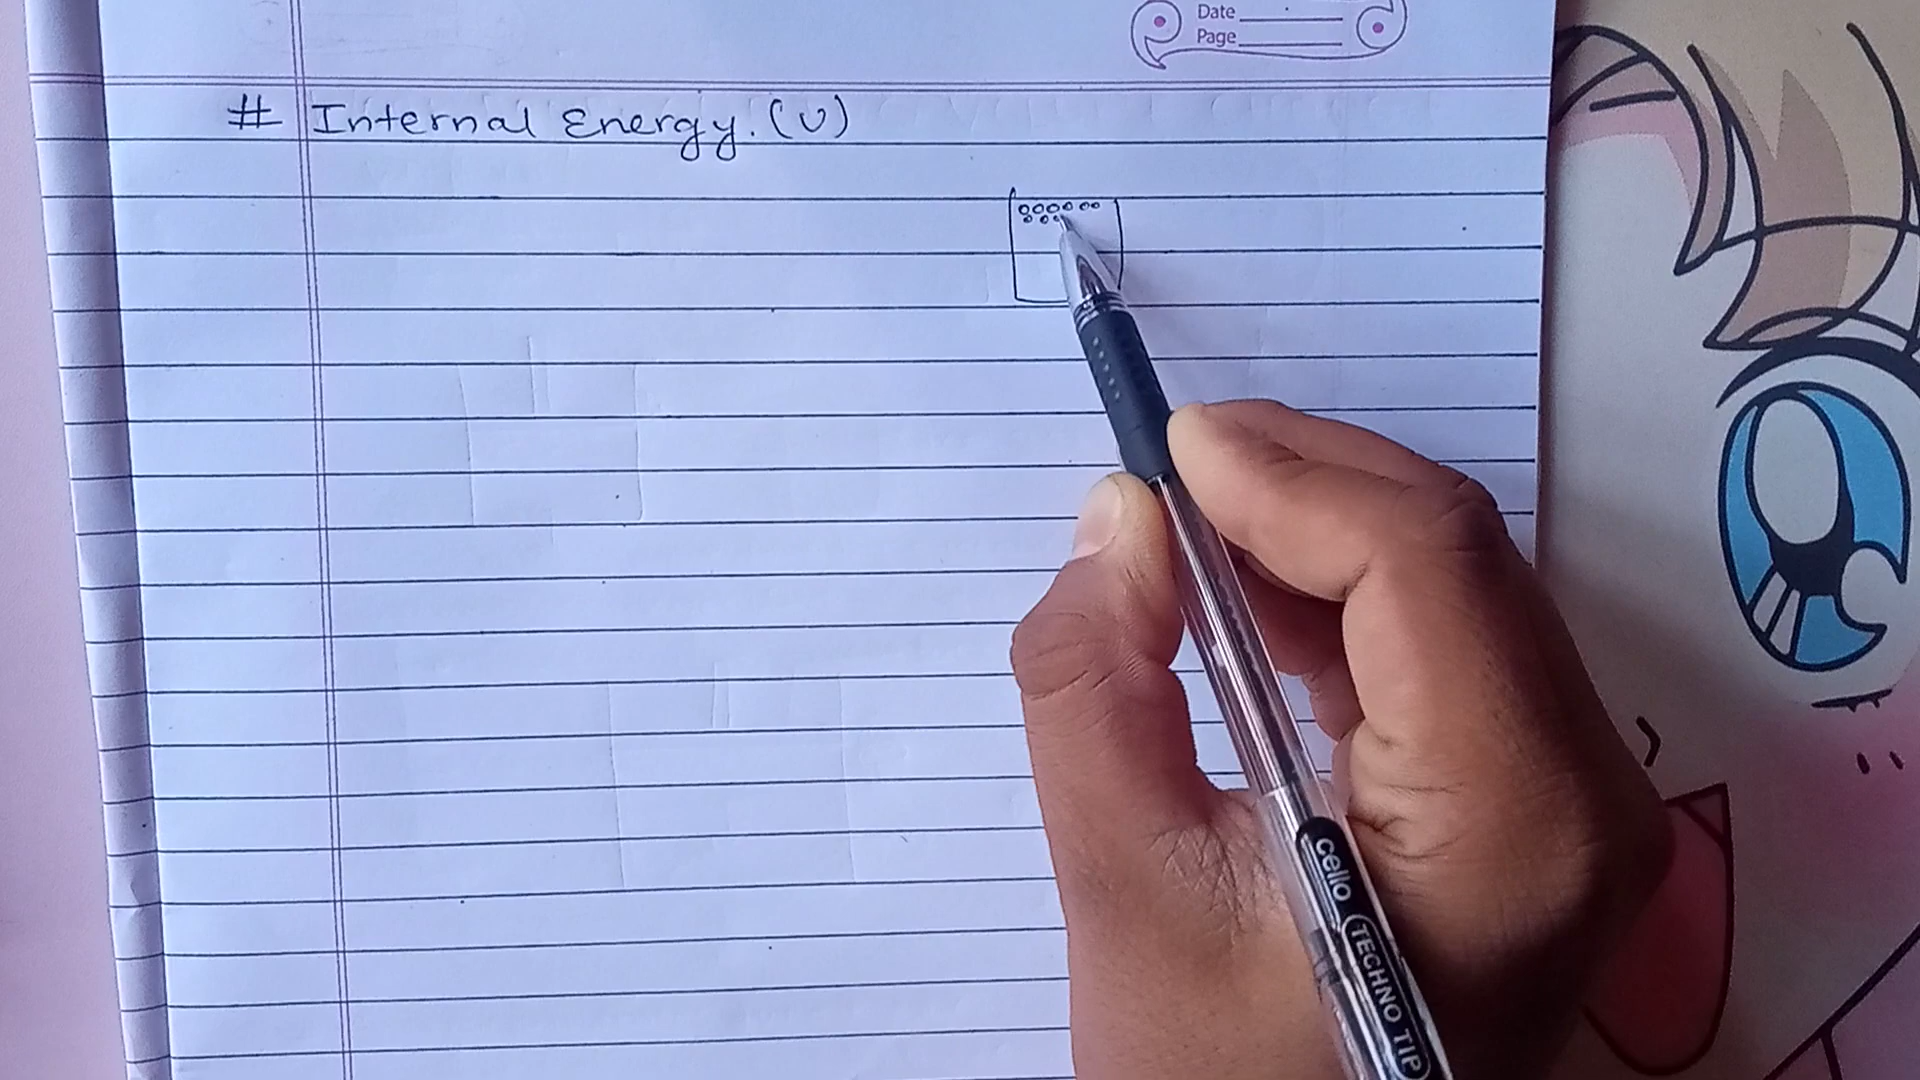 Date
Page
# Internal Energy. (U)
cello TECHNO TIP